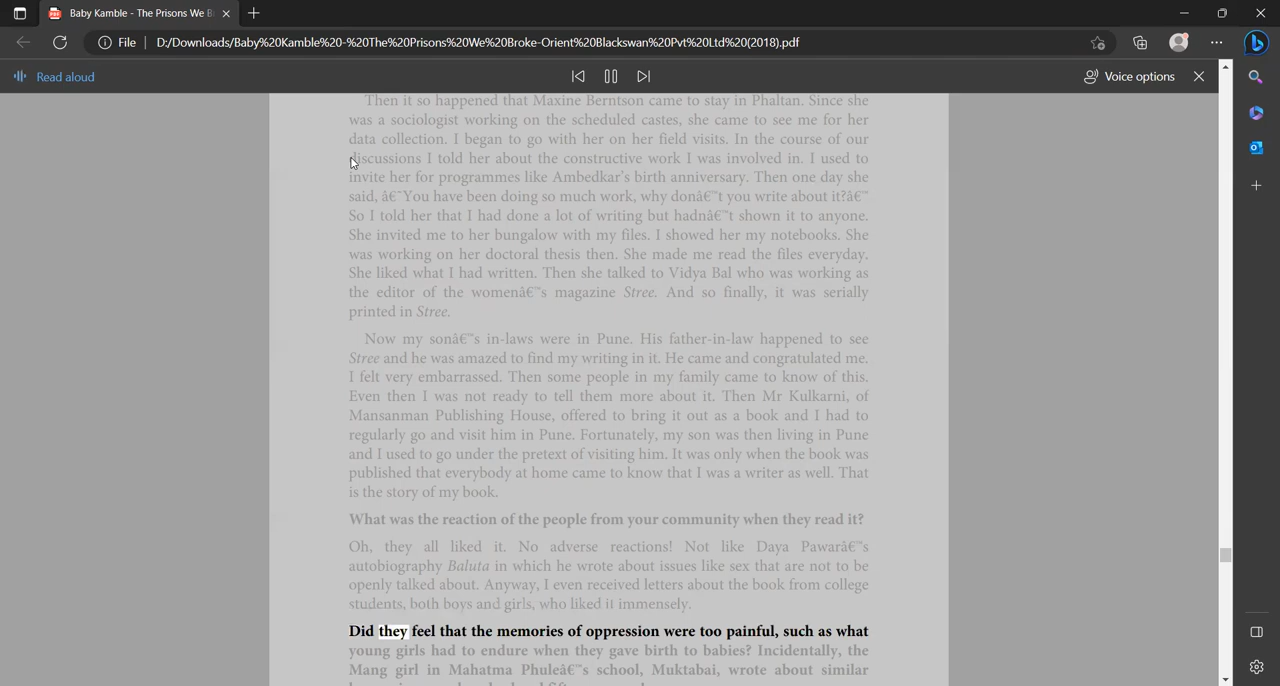 Baby Kamble - The Prisons We B
File
D:/Downloads/Baby%20Kamble%20-%20The%20Prisons%20We%20Broke-Orient%20Blackswan%20Pvt%20Ltd%20(2018).pdf
Read aloud
Voice options
Then it so happened that Maxine Berntson came to stay in Phaltan. Since she
was a sociologist working on the scheduled castes, she came to see me for her
data collection. I began to go with her on her field visits. In the course of our
discussions I told her about the constructive work I was involved in. I used to
invite her for programmes like Ambedkar's birth anniversary. Then one day she
said, â€˜You have been doing so much work, why donâ€™t you write about it?â€™
So I told her that I had done a lot of writing but hadnâ€™t shown it to anyone.
She invited me to her bungalow with my files. I showed her my notebooks. She
was working on her doctoral thesis then. She made me read the files everyday.
She liked what I had written. Then she talked to Vidya Bal who was working as
the editor of the womenâ€™s magazine Stree. And so finally, it was serially
printed in Stree.
Now my sonâ€™s in-laws were in Pune. His father-in-law happened to see
Stree and he was amazed to find my writing in it. He came and congratulated me.
I felt very embarrassed. Then some people in my family came to know of this.
Even then I was not ready to tell them more about it. Then Mr Kulkarni, of
Mansanman Publishing House, offered to bring it out as a book and I had to
regularly go and visit him in Pune. Fortunately, my son was then living in Pune
and I used to go under the pretext of visiting him. It was only when the book was
published that everybody at home came to know that I was a writer as well. That
is the story of my book.
What was the reaction of the people from your community when they read it?
Oh, they all liked it. No adverse reactions! Not like Daya Pawarâ€™s
autobiography Baluta in which he wrote about issues like sex that are not to be
openly talked about. Anyway, I even received letters about the book from college
students, both boys and girls, who liked it immensely.
Did they feel that the memories of oppression were too painful, such as what
young girls had to endure when they gave birth to babies? Incidentally, the
Mang girl in Mahatma Phuleâ€™s school, Muktabai, wrote about similar